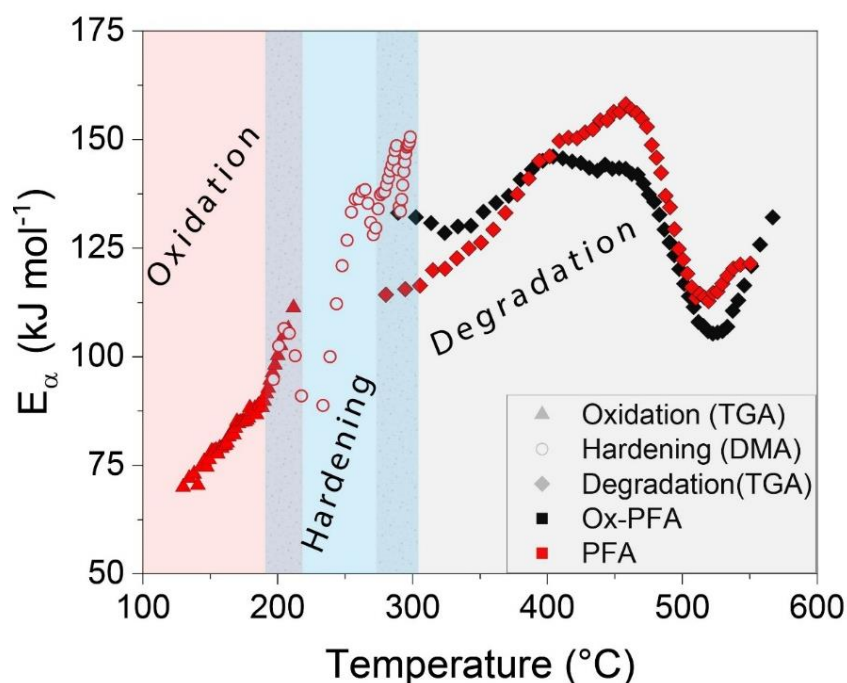 175
150
125
100
75
50
E_α (kJ mol⁻¹)
Oxidation
Hardening
Degradation
Oxidation (TGA)
Hardening (DMA)
Degradation(TGA)
Ox-PFA
PFA
100 200 300 400 500 600
Temperature (°C)